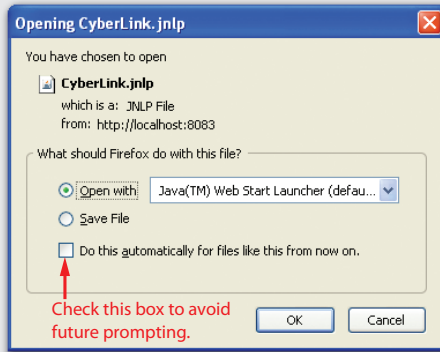 Opening CyberLink.jnlp
You have chosen to open
CyberLink.jnlp
which is a: JNLP File
from: http://localhost:8083
What should Firefox do with this file?
Open with Java(TM) Web Start Launcher (defau...
Save File
Do this automatically for files like this from now on.
Check this box to avoid
future prompting.
OK Cancel